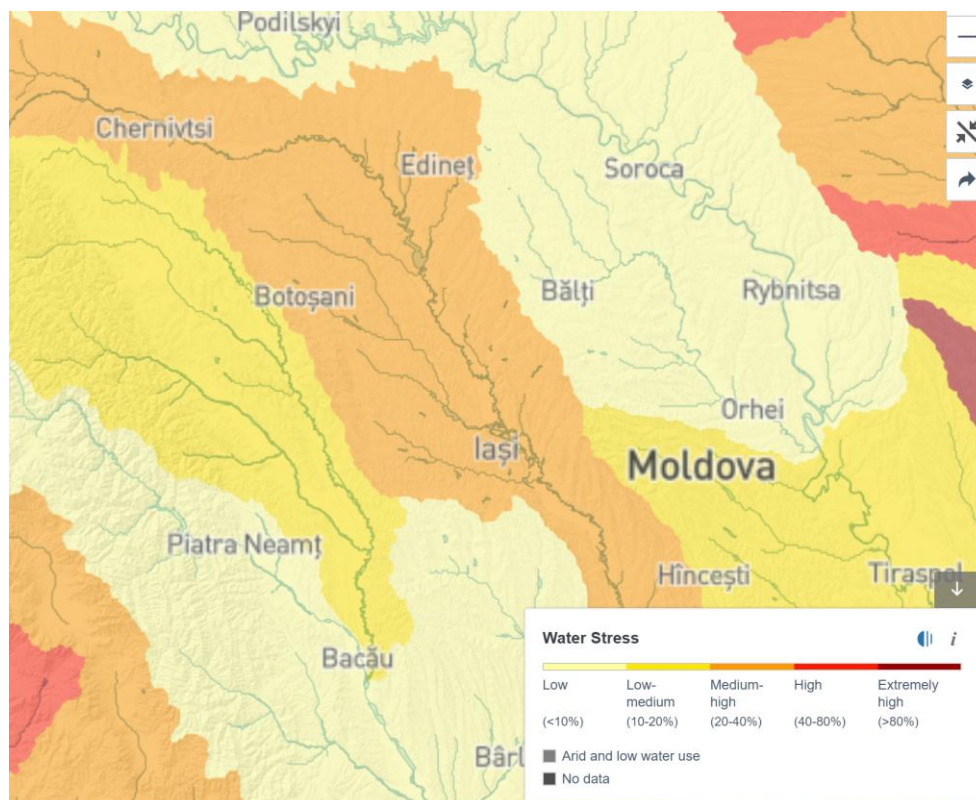 Podilskyi
Chernivtsi
Edineț
Soroca
Botoșani
Bălți
Rybnitsa
Orhei
Iași
Moldova
Piatra Neamț
Hîncești
Tiraspol
Bacău
Bârl
Water Stress
i
Low
(<10%)
Low-
medium
(10-20%)
Medium-
high
(20-40%)
High
(40-80%)
Extremely
high
(>80%)
Arid and low water use
No data